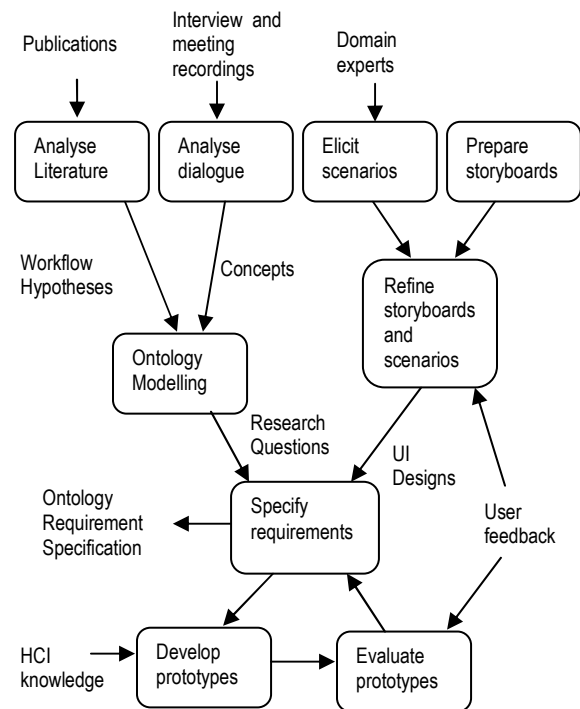 Publications
Interview and
meeting
recordings
Domain
experts
Analyse
Literature
Analyse
dialogue
Elicit
scenarios
Prepare
storyboards
Workflow
Hypotheses
Concepts
Refine
storyboards
and
scenarios
Ontology
Modelling
Research
Questions
UI
Designs
Ontology
Requirement
Specification
Specify
requirements
User
feedback
HCI
knowledge
Develop
prototypes
Evaluate
prototypes